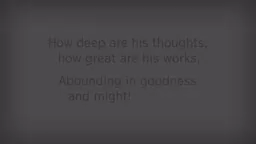 How deep are his thoughts,
how great are his works,
Abounding in goodness
and might